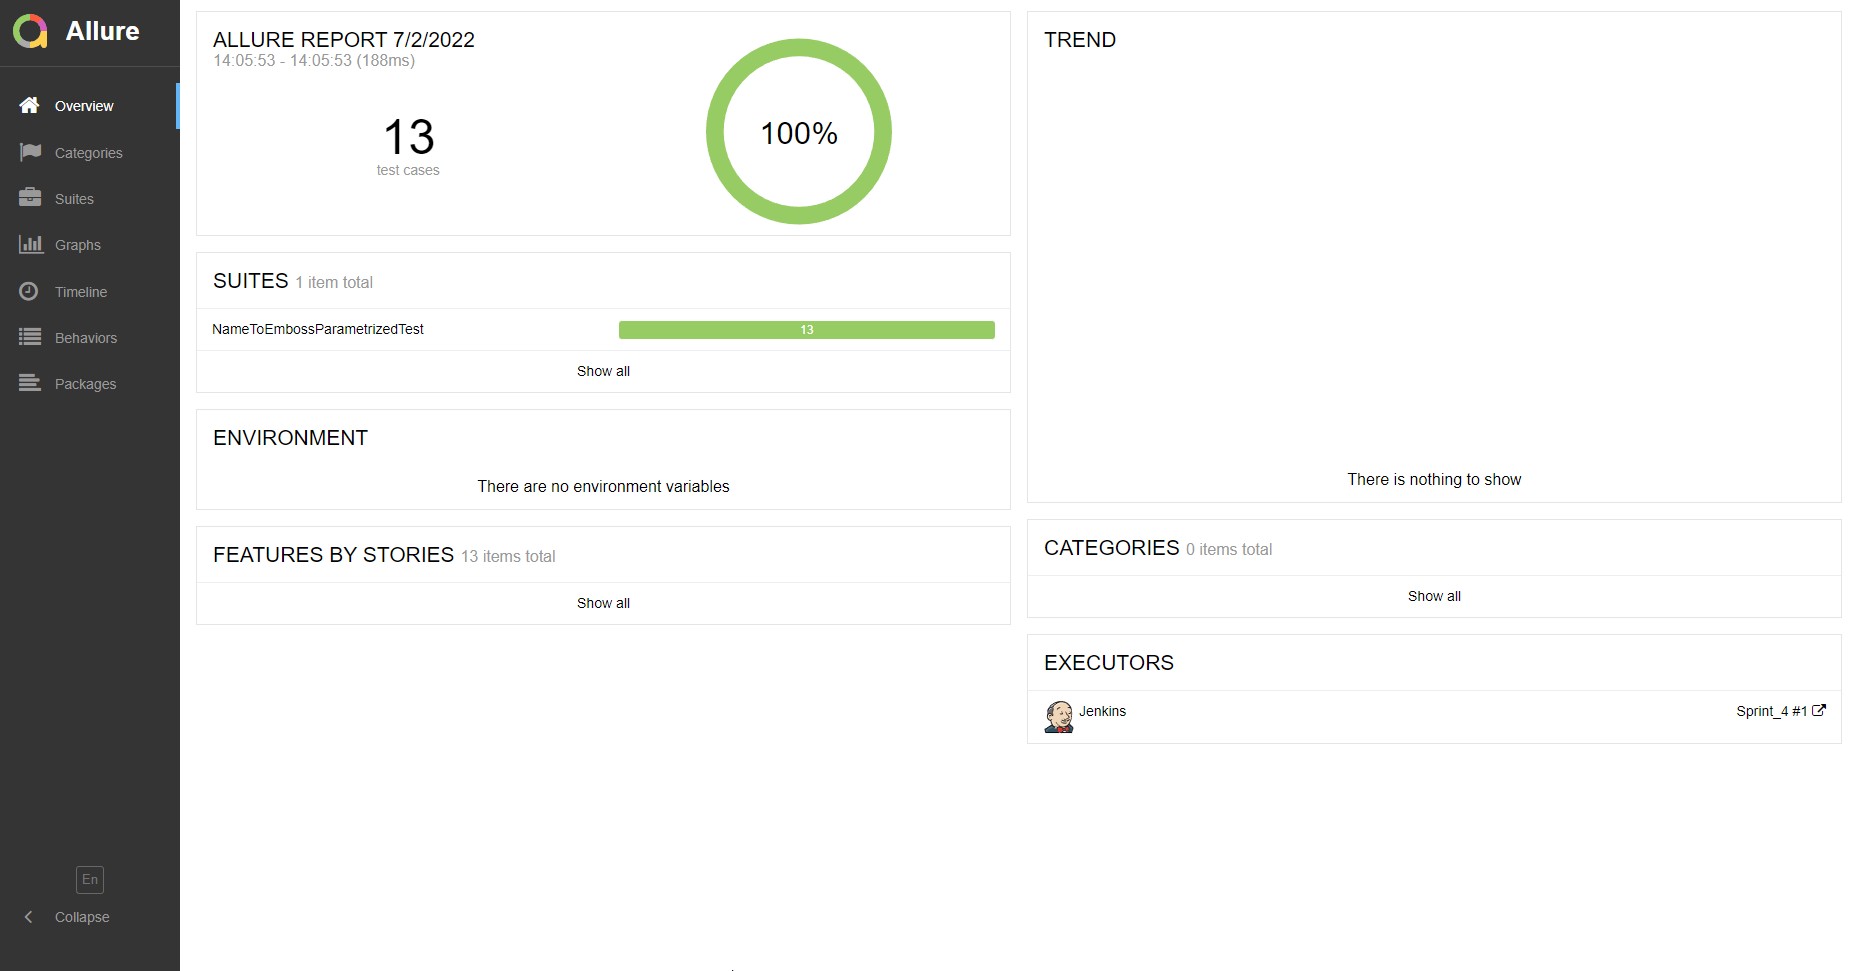 Allure
Overview
Categories
Suites
Graphs
Timeline
Behaviors
Packages
En
Collapse
ALLURE REPORT 7/2/2022
14:05:53 - 14:05:53 (188ms)
13
test cases
100%
SUITES 1 item total
NameToEmbossParametrizedTest 13
Show all
ENVIRONMENT
There are no environment variables
FEATURES BY STORIES 13 items total
Show all
TREND
There is nothing to show
CATEGORIES 0 items total
Show all
EXECUTORS
Jenkins Sprint_4 #1